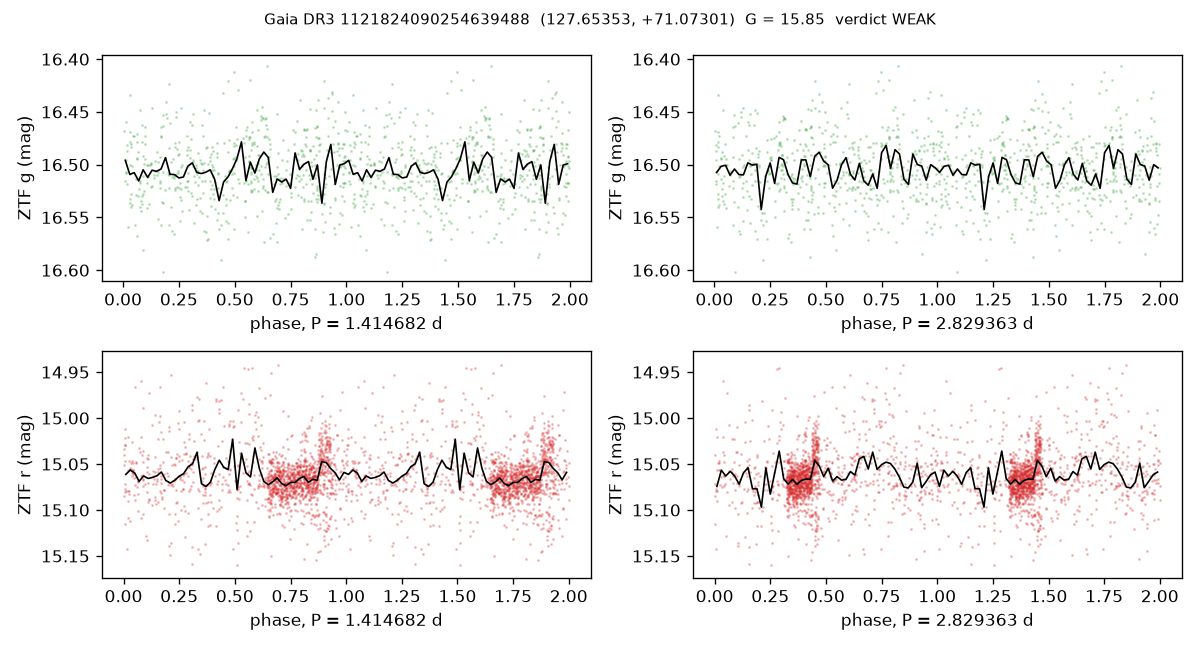 Gaia DR3 1121824090254639488  (127.65353, +71.07301)  G = 15.85  verdict WEAK
ZTF g (mag)
16.40
16.45
16.50
16.55
16.60
0.00 0.25 0.50 0.75 1.00 1.25 1.50 1.75 2.00
phase, P = 1.414682 d
ZTF g (mag)
16.40
16.45
16.50
16.55
16.60
0.00 0.25 0.50 0.75 1.00 1.25 1.50 1.75 2.00
phase, P = 2.829363 d
ZTF r (mag)
14.95
15.00
15.05
15.10
15.15
0.00 0.25 0.50 0.75 1.00 1.25 1.50 1.75 2.00
phase, P = 1.414682 d
ZTF r (mag)
14.95
15.00
15.05
15.10
15.15
0.00 0.25 0.50 0.75 1.00 1.25 1.50 1.75 2.00
phase, P = 2.829363 d